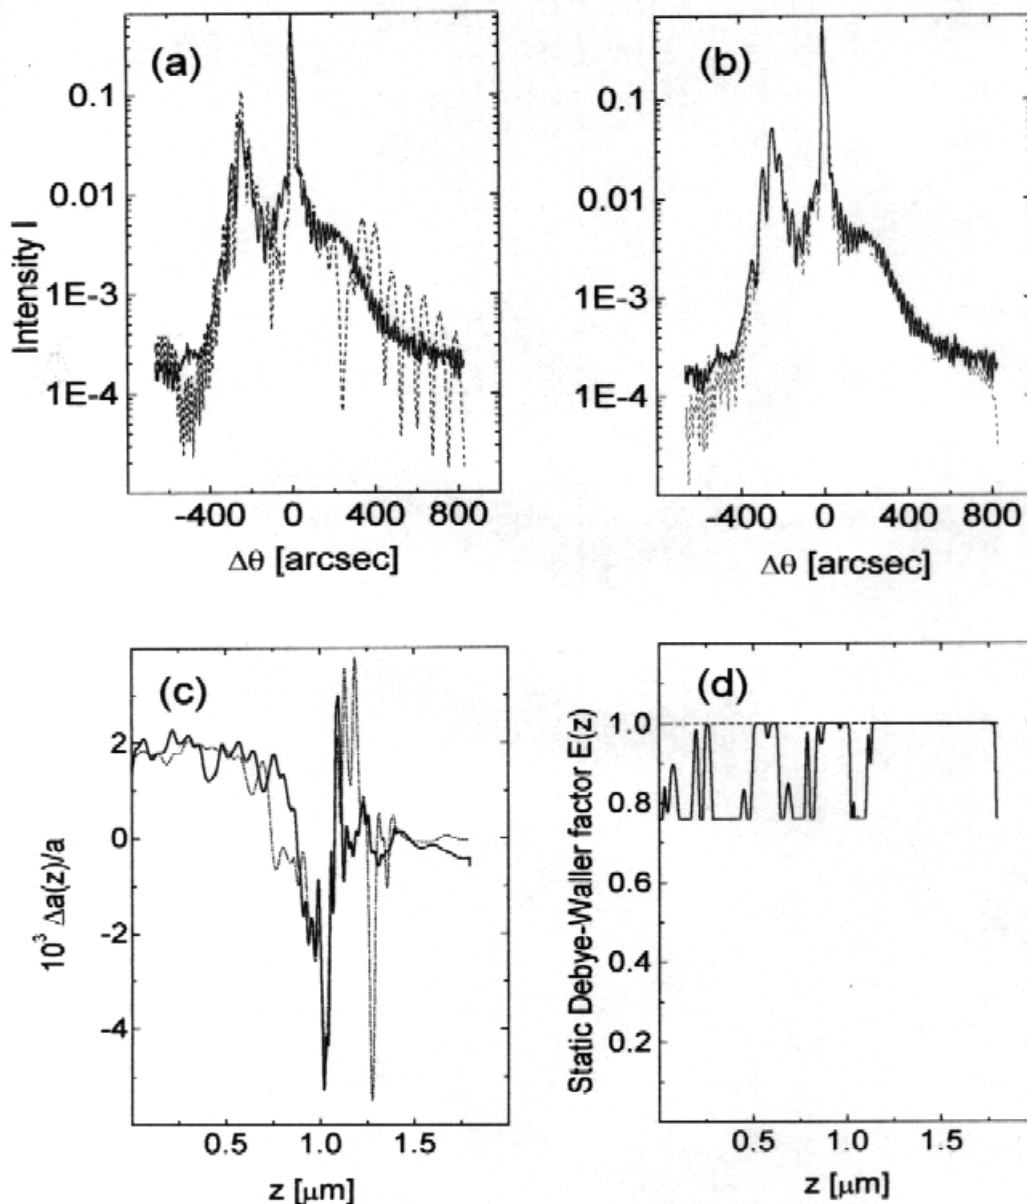 (a)
0.1
0.01
1E-3
1E-4
Intensity I
-400 0 400 800
Δθ [arcsec]
(b)
0.1
0.01
1E-3
1E-4
-400 0 400 800
Δθ [arcsec]
(c)
2
0
-2
-4
10³ Δa(z)/a
0.5 1.0 1.5
z [μm]
(d)
1.0
0.8
0.6
0.4
0.2
Static Debye-Waller factor E(z)
0.5 1.0 1.5
z [μm]